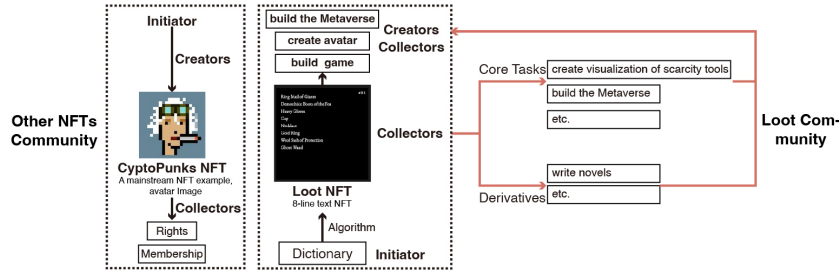 Other NFTs
Community
Initiator
Creators
CyptoPunks NFT
A mainstream NFT example,
avatar Image
Collectors
Rights
Membership
build the Metaverse
create avatar
build game
Creators
Collectors
Ring Mail of Giants
Demonhide Boots of the Fox
Heavy Gloves
Cap
Necklace
Gold Ring
Wool Sash of Protection
Ghost Wand
Collectors
Loot NFT
8-line text NFT
Algorithm
Dictionary
Initiator
Core Tasks
create visualization of scarcity tools
build the Metaverse
etc.
Derivatives
write novels
etc.
Loot Com-
munity